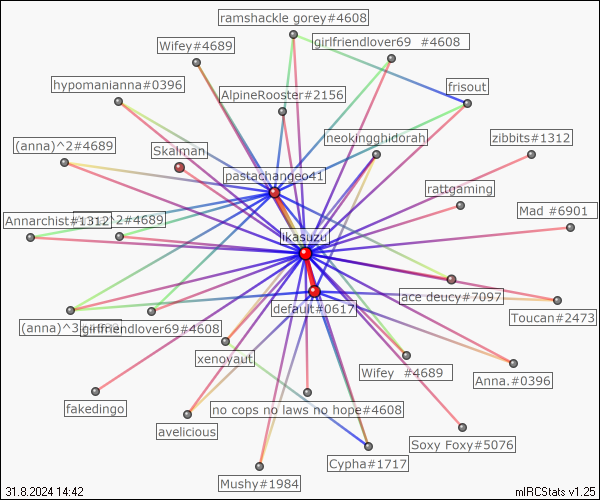 ramshackle gorey#4608
girlfriendlover69 #4608
Wifey#4689
hypomanianna#0396
AlpineRooster#2156
frisout
(anna)^2#4689
Skalman
neokingghidorah
zibbits#1312
pastachangeo41
rattgaming
Mad #6901
Annarchist#1312
^2#4689
ikasuzu
ace deucy#7097
default#0617
Toucan#2473
(anna)^3
girlfriendlover69#4608
xenoyaut
Wifey #4689
Anna.#0396
fakedingo
no cops no laws no hope#4608
avelicious
Soxy Foxy#5076
Cypha#1717
Mushy#1984
31.8.2024 14:42
mIRCStats v1.25